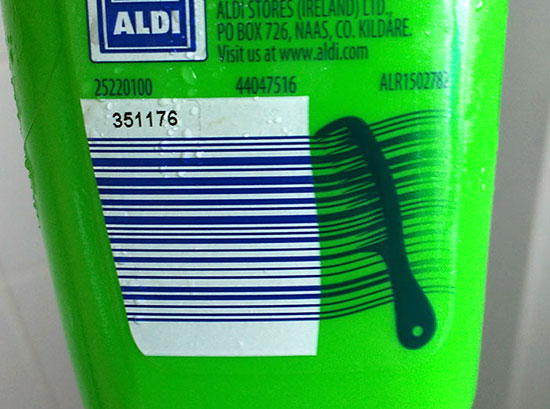 ALDI
ALDI STORES (IRELAND) LTD.,
PO BOX 726, NAAS, CO. KILDARE.
Visit us at www.aldi.com
25220100 44047516
351176